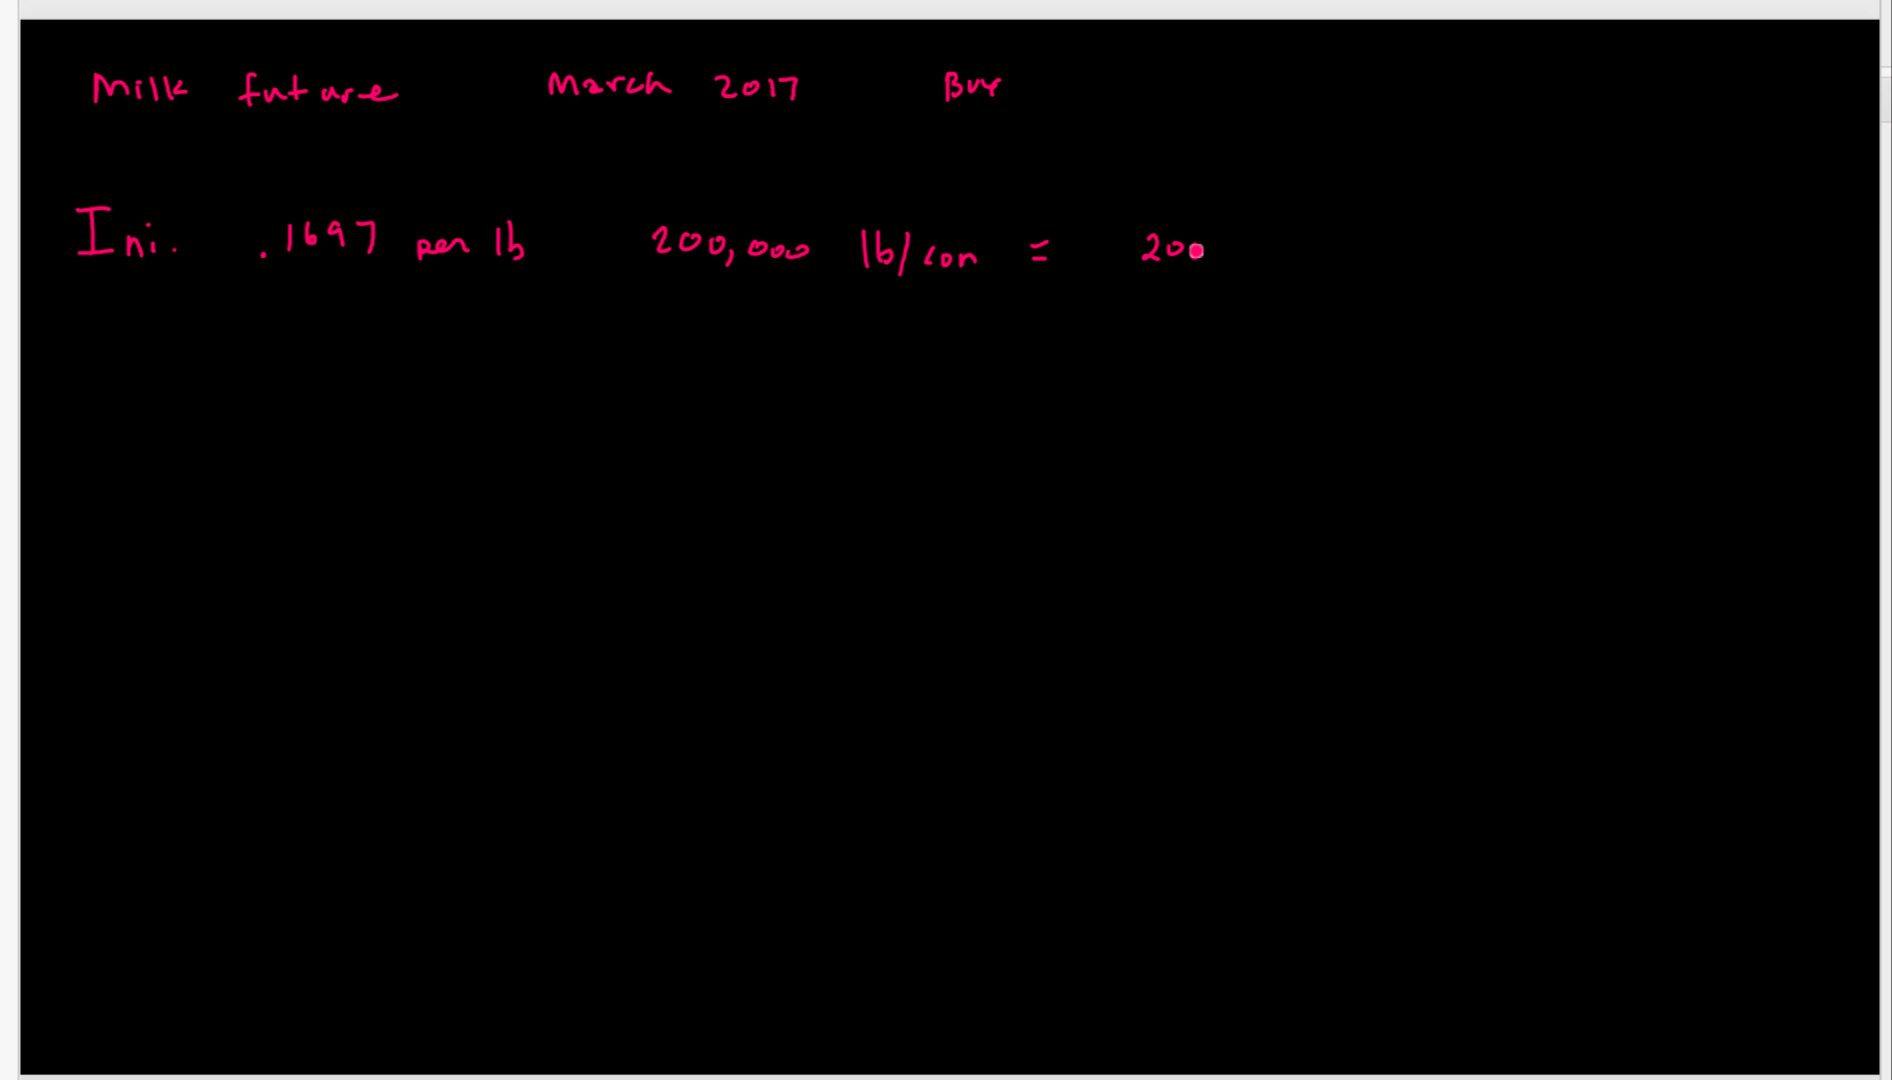 Milk future March 2017 Buy
Ini. .1697 per lb 200,000 lb/con = 200